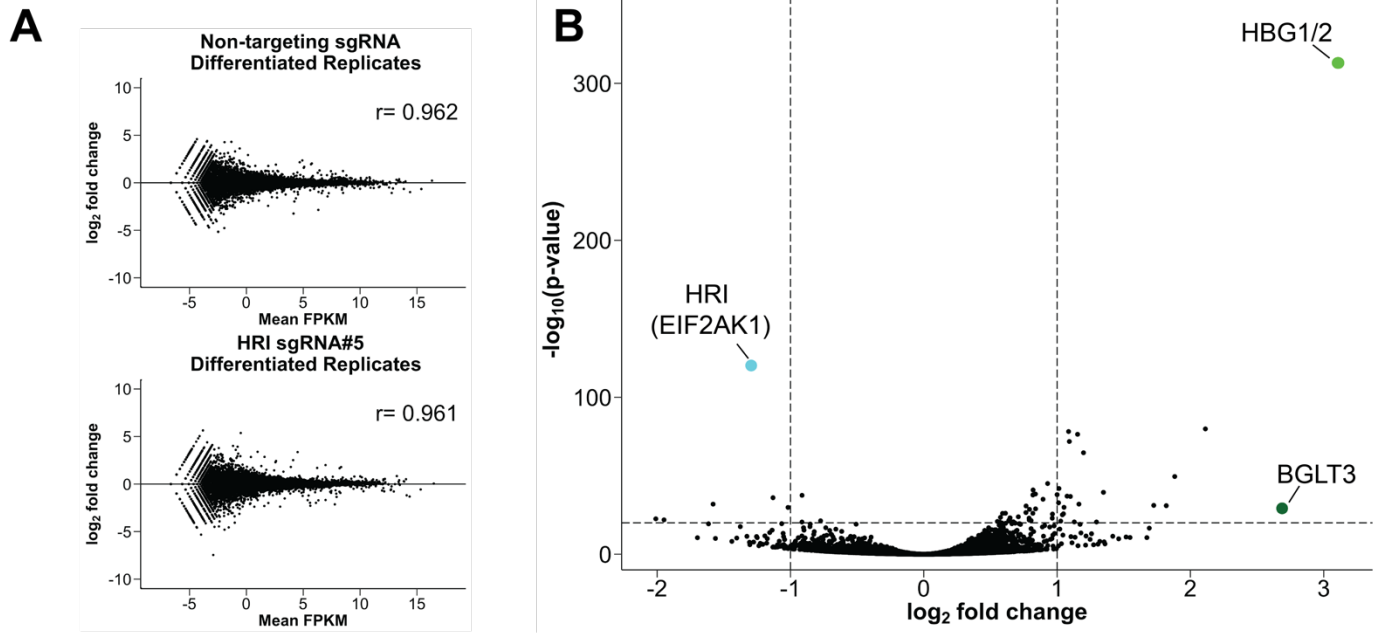 A
Non-targeting sgRNA
Differentiated Replicates
r= 0.962
log2 fold change
10
5
0
-5
-10
-5 0 5 10 15
Mean FPKM
HRI sgRNA#5
Differentiated Replicates
r= 0.961
log2 fold change
10
5
0
-5
-10
-5 0 5 10 15
Mean FPKM
B
HBG1/2
HRI
(EIF2AK1)
BGLT3
-log10(p-value)
300
200
100
0
-2 -1 0 1 2 3
log2 fold change